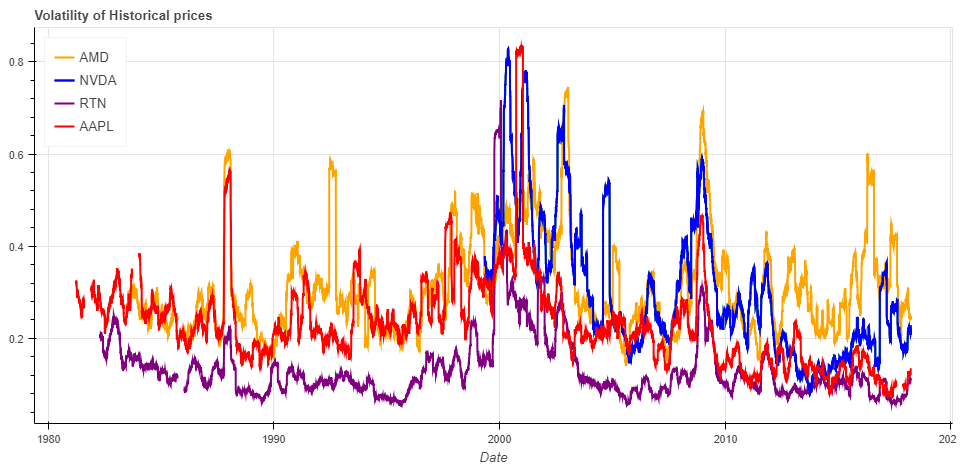 Volatility of Historical prices
AMD
NVDA
RTN
AAPL
0.8
0.6
0.4
0.2
1980
1990
2000
2010
202
Date